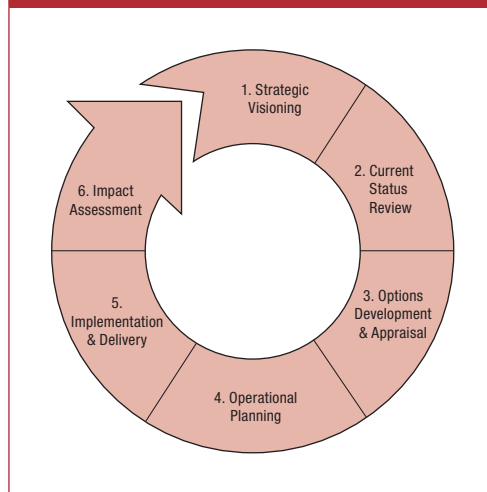 1. Strategic
Visioning
2. Current
Status
Review
3. Options
Development
& Appraisal
4. Operational
Planning
5.
Implementation
& Delivery
6. Impact
Assessment